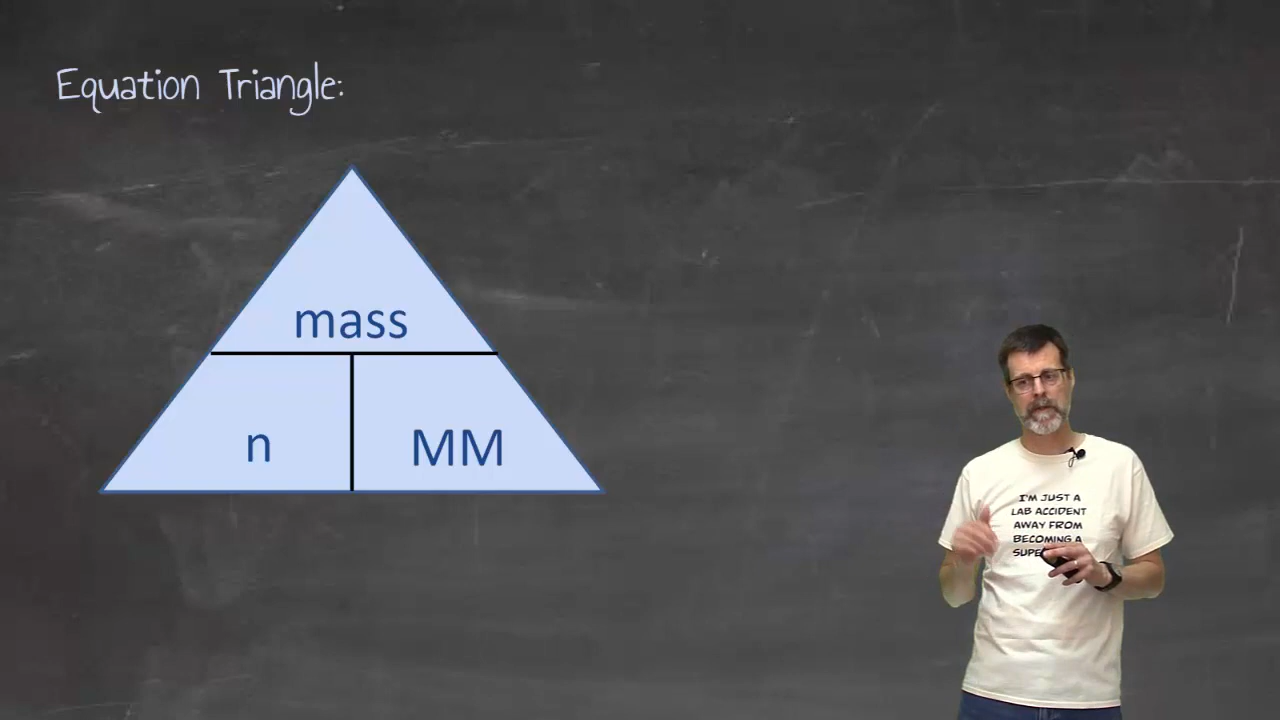 Equation Triangle:
mass
n
MM
I'M JUST A
LAB ACCIDENT
AWAY FROM
BECOMING A